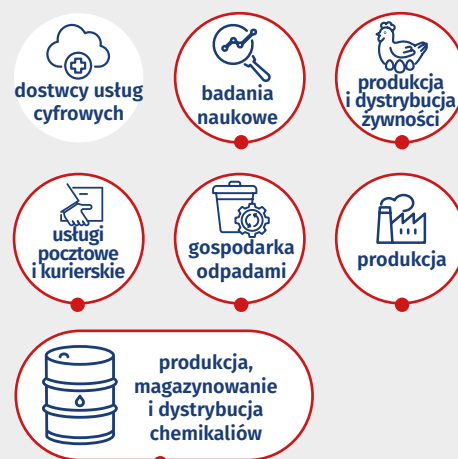 dostwcy usług
cyfrowych
badania
naukowe
produkcja
i dystrybucja
żywności
usługi
pocztowe
i kurierskie
gospodarka
odpadami
produkcja
produkcja,
magazynowanie
i dystrybucja
chemikaliów